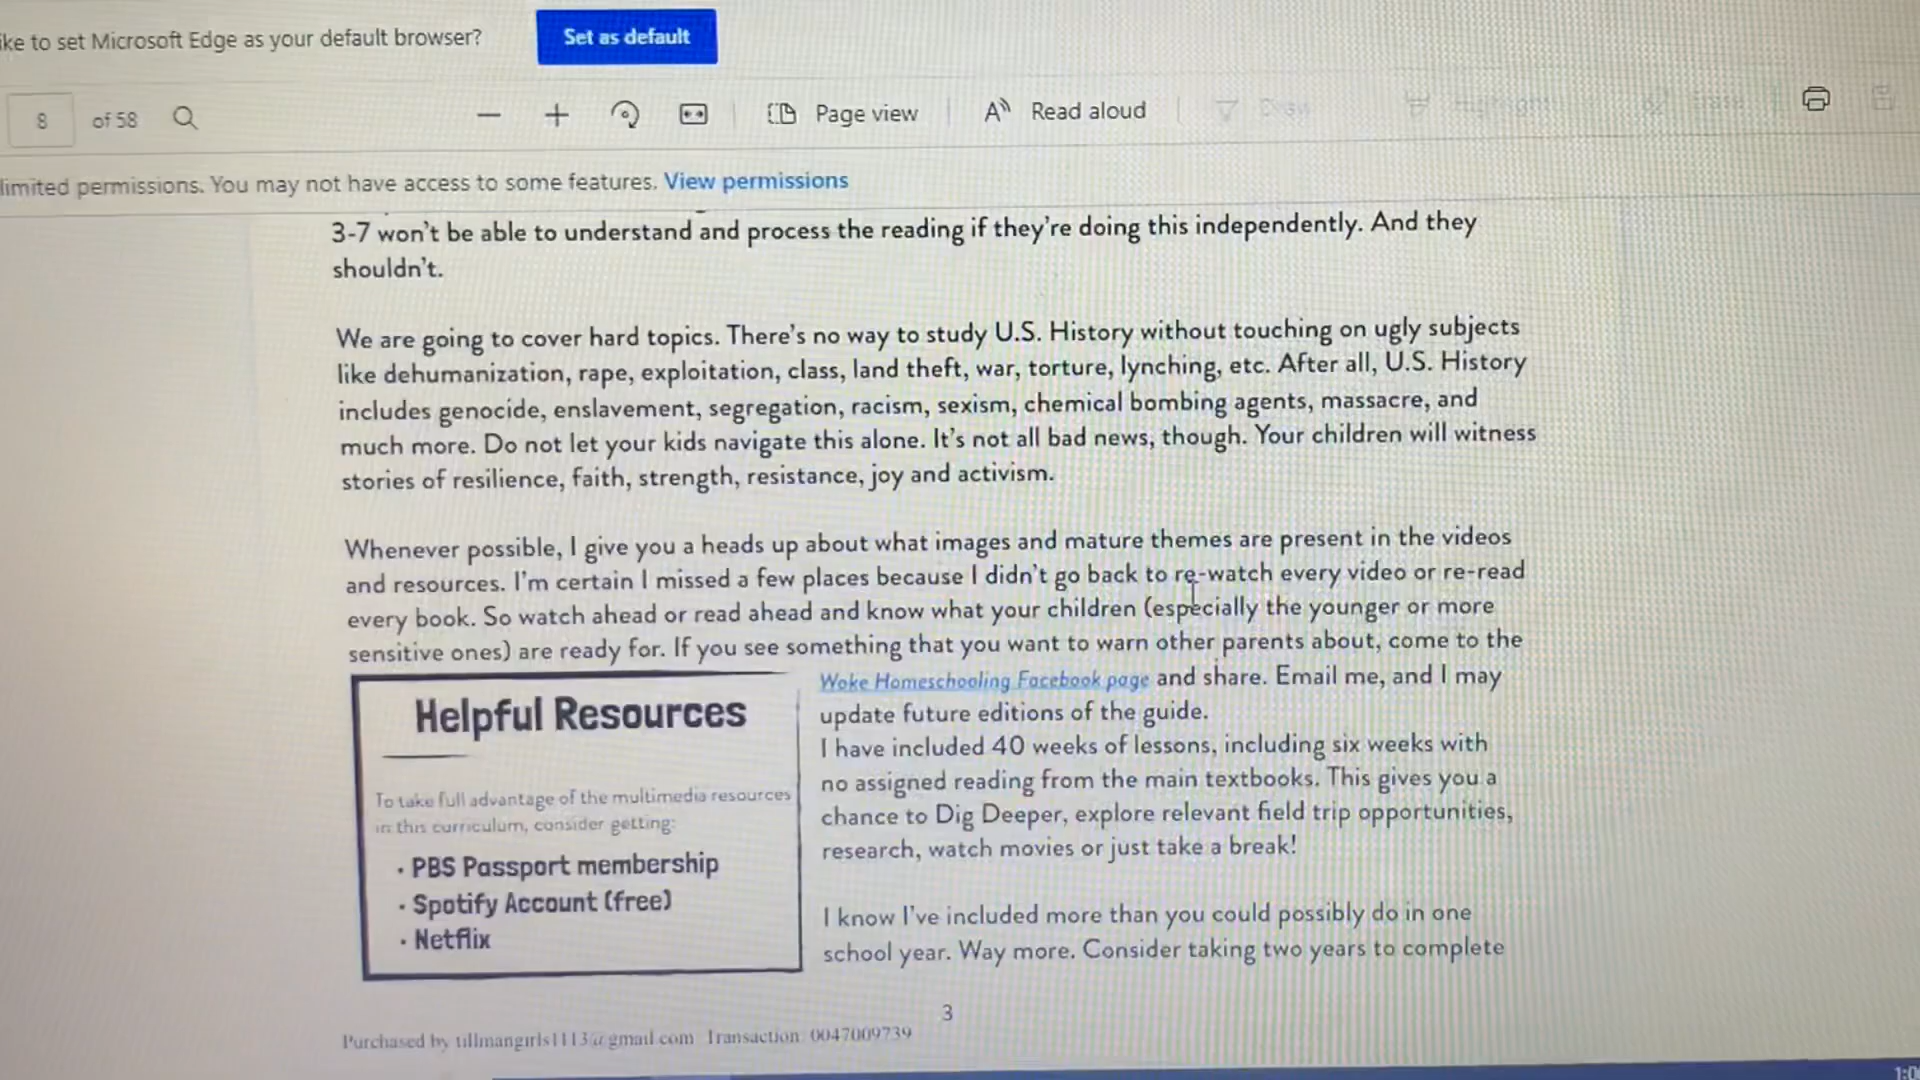 ike to set Microsoft Edge as your default browser?
Set as default
8 of 58
Page view
Read aloud
Draw
limited permissions. You may not have access to some features. View permissions
3-7 won't be able to understand and process the reading if they're doing this independently. And they
shouldn't.
We are going to cover hard topics. There's no way to study U.S. History without touching on ugly subjects
like dehumanization, rape, exploitation, class, land theft, war, torture, lynching, etc. After all, U.S. History
includes genocide, enslavement, segregation, racism, sexism, chemical bombing agents, massacre, and
much more. Do not let your kids navigate this alone. It's not all bad news, though. Your children will witness
stories of resilience, faith, strength, resistance, joy and activism.
Whenever possible, I give you a heads up about what images and mature themes are present in the videos
and resources. I'm certain I missed a few places because I didn't go back to re-watch every video or re-read
every book. So watch ahead or read ahead and know what your children (especially the younger or more
sensitive ones) are ready for. If you see something that you want to warn other parents about, come to the
Woke Homeschooling Facebook page and share. Email me, and I may
update future editions of the guide.
I have included 40 weeks of lessons, including six weeks with
no assigned reading from the main textbooks. This gives you a
chance to Dig Deeper, explore relevant field trip opportunities,
research, watch movies or just take a break!
I know I've included more than you could possibly do in one
school year. Way more. Consider taking two years to complete
Helpful Resources
To take full advantage of the multimedia resources
in this curriculum, consider getting:
· PBS Passport membership
· Spotify Account (free)
· Netflix
3
Purchased by tillmangirls1113@gmail.com Transaction: 0047009739